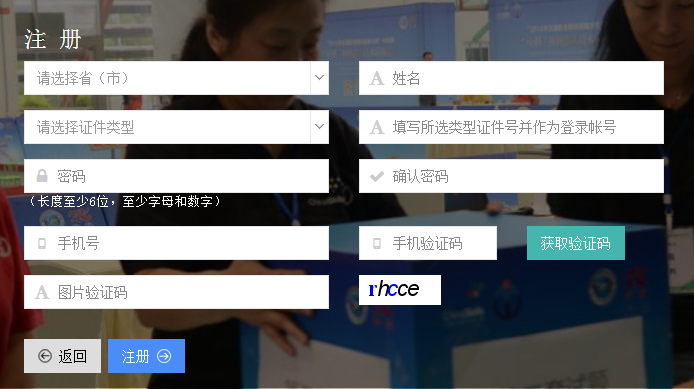 注 册
请选择省（市）
姓名
请选择证件类型
填写所选类型证件号并作为登录帐号
密码
确认密码
（长度至少6位，至少字母和数字）
手机号
手机验证码
获取验证码
图片验证码
rhcce
返回
注册